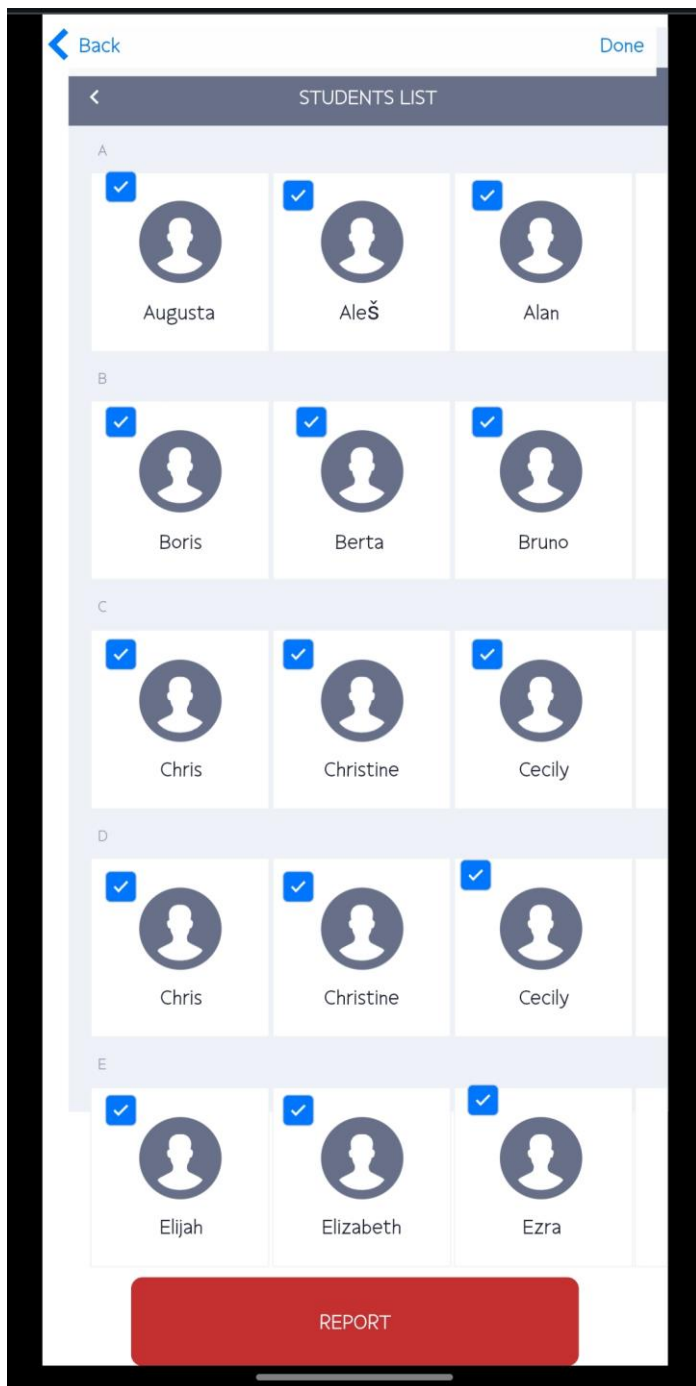 Back Done
STUDENTS LIST
A
Augusta Aleš Alan
B
Boris Berta Bruno
C
Chris Christine Cecily
D
Chris Christine Cecily
E
Elijah Elizabeth Ezra
REPORT